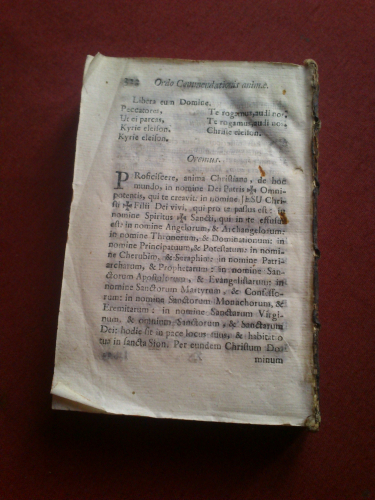 Ordo Commendationis animæ.
Libera eum Domine.
Peccatores, Te rogamus, audi nos.
Ut ei parcas, Te rogamus, audi nos.
Kyrie eleison. Christe eleison.
Kyrie eleison.
Oremus.
PRoficiscere, anima Christiana, de hoc
mundo, in nomine Dei Patris ✠ Omni-
potentis, qui te creavit: in nomine JESU Chri-
sti ✠ Filii Dei vivi, qui pro te passus est: in
nomine Spiritus ✠ Sancti, qui in te effusus
est: in nomine Angelorum, & Archangelorum:
in nomine Thronorum, & Dominationum: in
nomine Principatuum, & Potestatum: in no-
mine Cherubim, & Seraphim: in nomine Patri-
archarum, & Prophetarum: in nomine San-
ctorum Apostolorum, & Evangelistarum: in
nomine Sanctorum Martyrum, & Confesso-
rum: in nomine Sanctorum Monachorum, &
Eremitarum: in nomine Sanctarum Virgi-
num, & omnium Sanctorum, & Sanctarum
Dei: hodie sit in pace locus tuus, & habitatio
tua in sancta Sion. Per eundem Christum Do-
minum